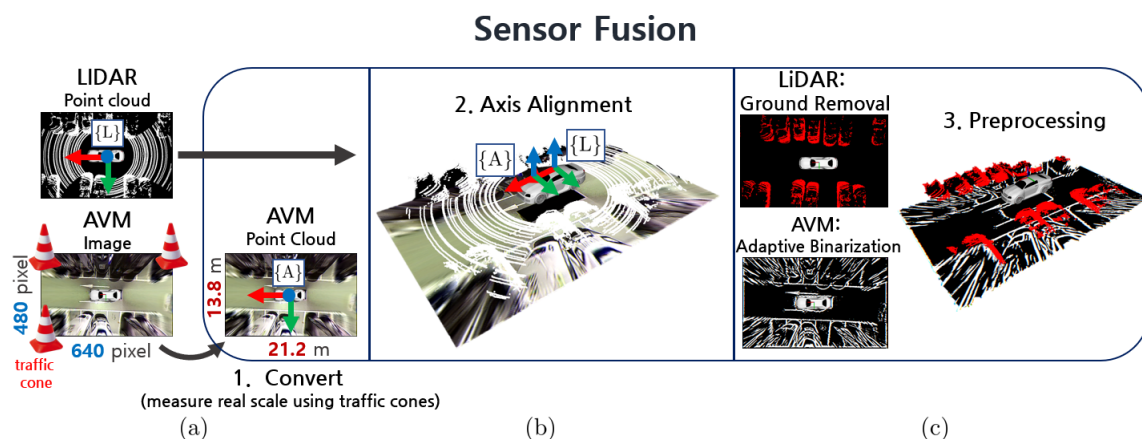 Sensor Fusion
LIDAR
Point cloud
{L}
AVM
Image
480 pixel
640 pixel
traffic
cone
AVM
Point Cloud
{A}
13.8 m
21.2 m
1. Convert
(measure real scale using traffic cones)
(a)
2. Axis Alignment
{A}
{L}
(b)
LiDAR:
Ground Removal
AVM:
Adaptive Binarization
3. Preprocessing
(c)